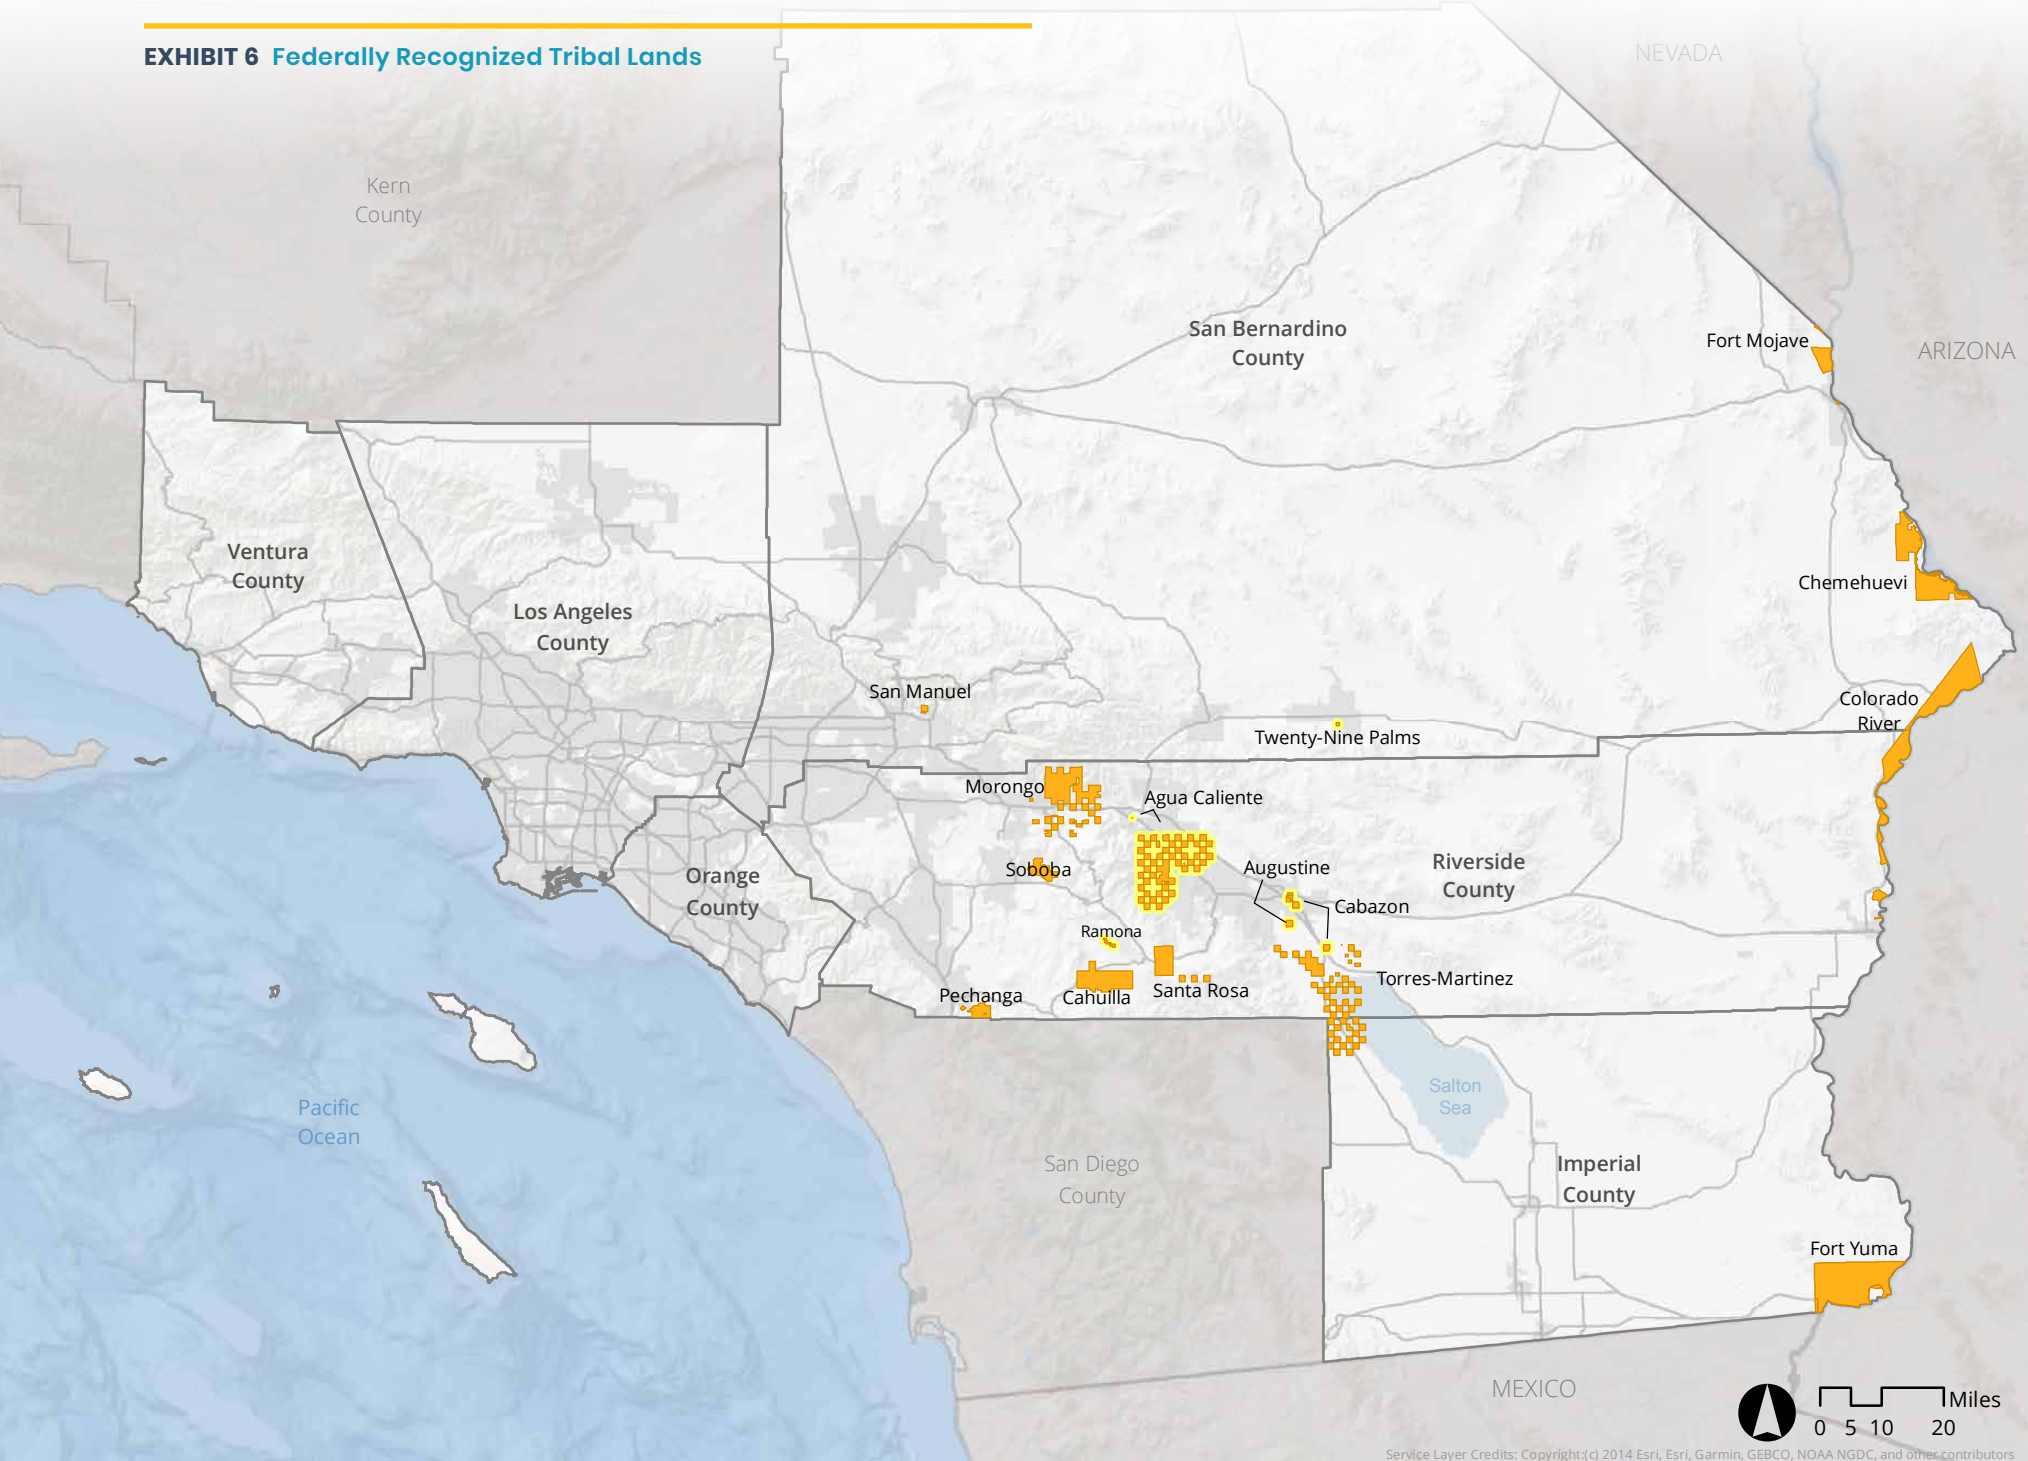 EXHIBIT 6 Federally Recognized Tribal Lands
NEVADA
Kern
County
San Bernardino
County
Fort Mojave
ARIZONA
Ventura
County
Los Angeles
County
Chemehuevi
San Manuel
Colorado
River
Twenty-Nine Palms
Morongo
Agua Caliente
Soboba
Orange
County
Augustine
Riverside
County
Cabazon
Ramona
Torres-Martinez
Pechanga
Cahuilla
Santa Rosa
Salton
Sea
Pacific
Ocean
San Diego
County
Imperial
County
Fort Yuma
MEXICO
Miles
0 5 10 20
Service Layer Credits: Copyright:(c) 2014 Esri, Esri, Garmin, GEBCO, NOAA NGDC, and other contributors